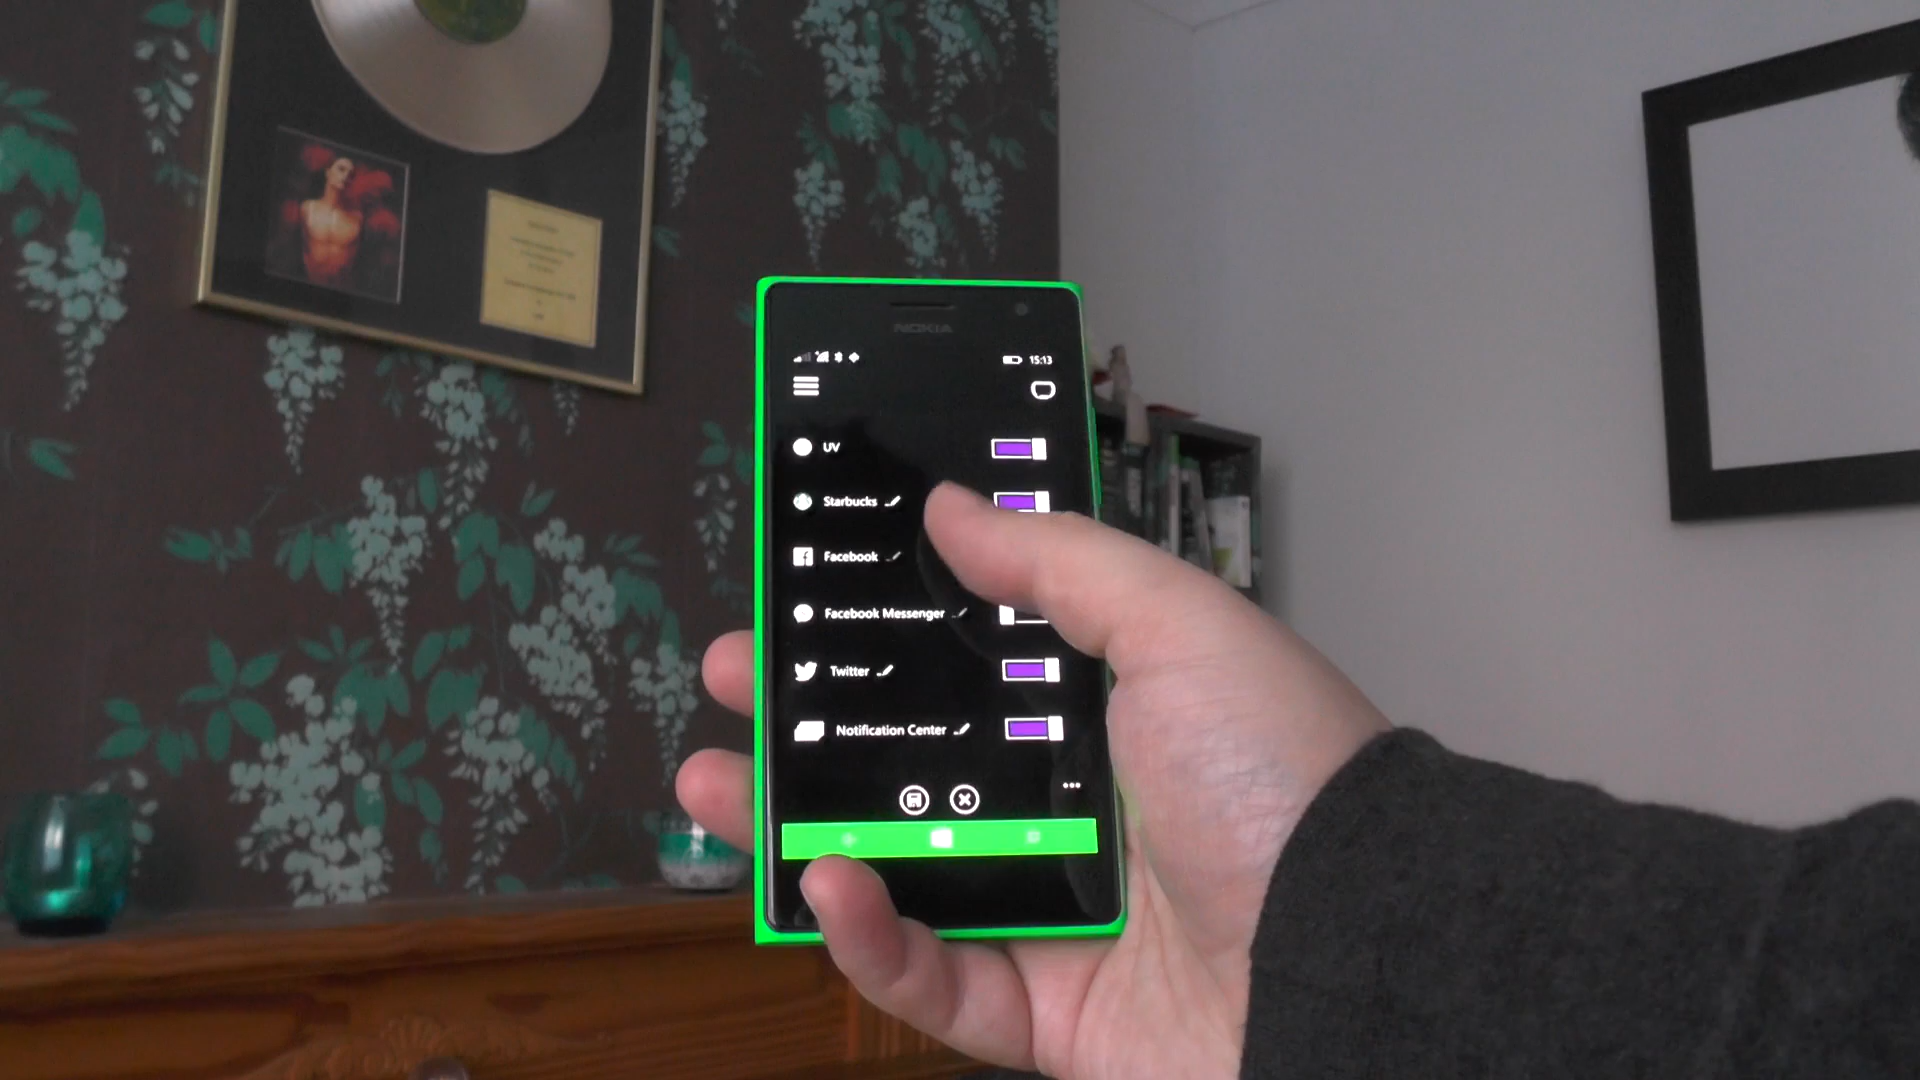 NOKIA
15:13
UV
Starbucks
Facebook
Facebook Messenger
Twitter
Notification Center